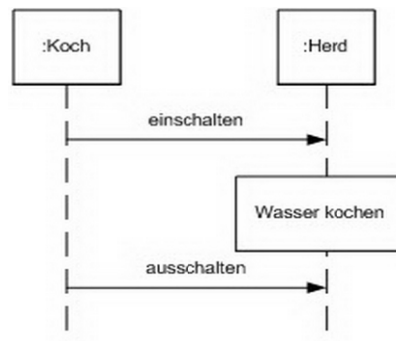 :Koch
:Herd
einschalten
Wasser kochen
ausschalten